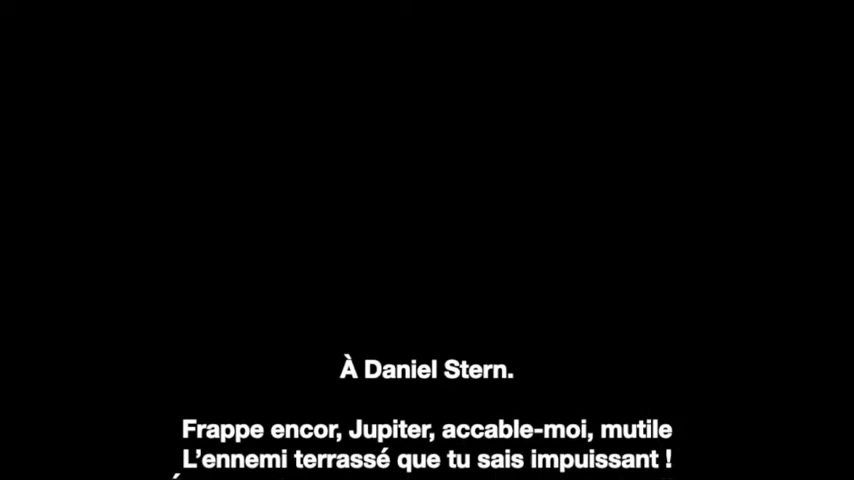 À Daniel Stern.
Frappe encor, Jupiter, accable-moi, mutile
L’ennemi terrassé que tu sais impuissant !